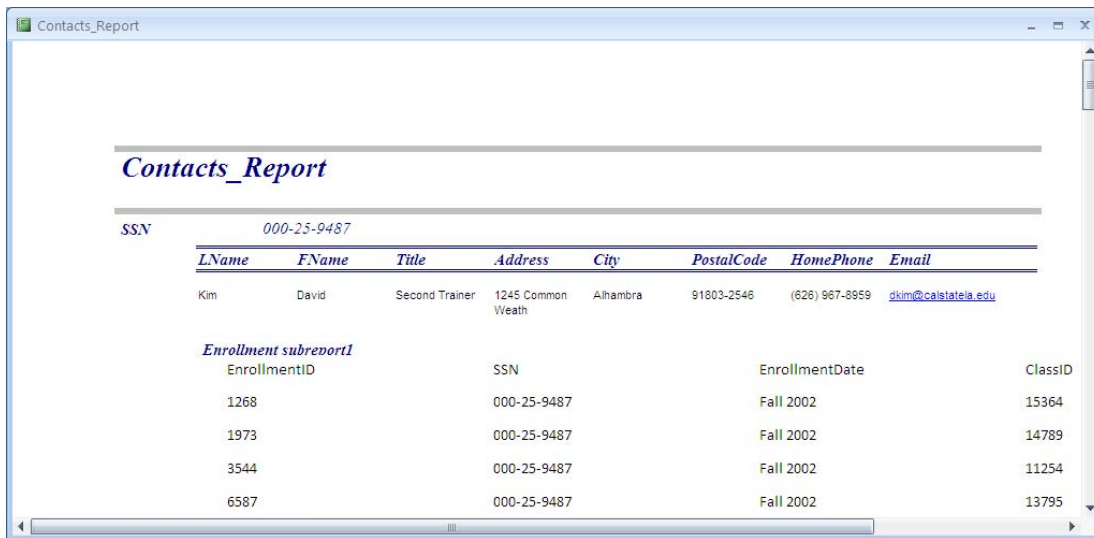 Contacts_Report
Contacts_Report
SSN 000-25-9487
LName FName Title Address City PostalCode HomePhone Email
Kim David Second Trainer 1245 Common Alhambra 91803-2546 (626) 967-8959 dkim@calstatela.edu
Weath
Enrollment subreport1
EnrollmentID SSN EnrollmentDate ClassID
1268 000-25-9487 Fall 2002 15364
1973 000-25-9487 Fall 2002 14789
3544 000-25-9487 Fall 2002 11254
6587 000-25-9487 Fall 2002 13795